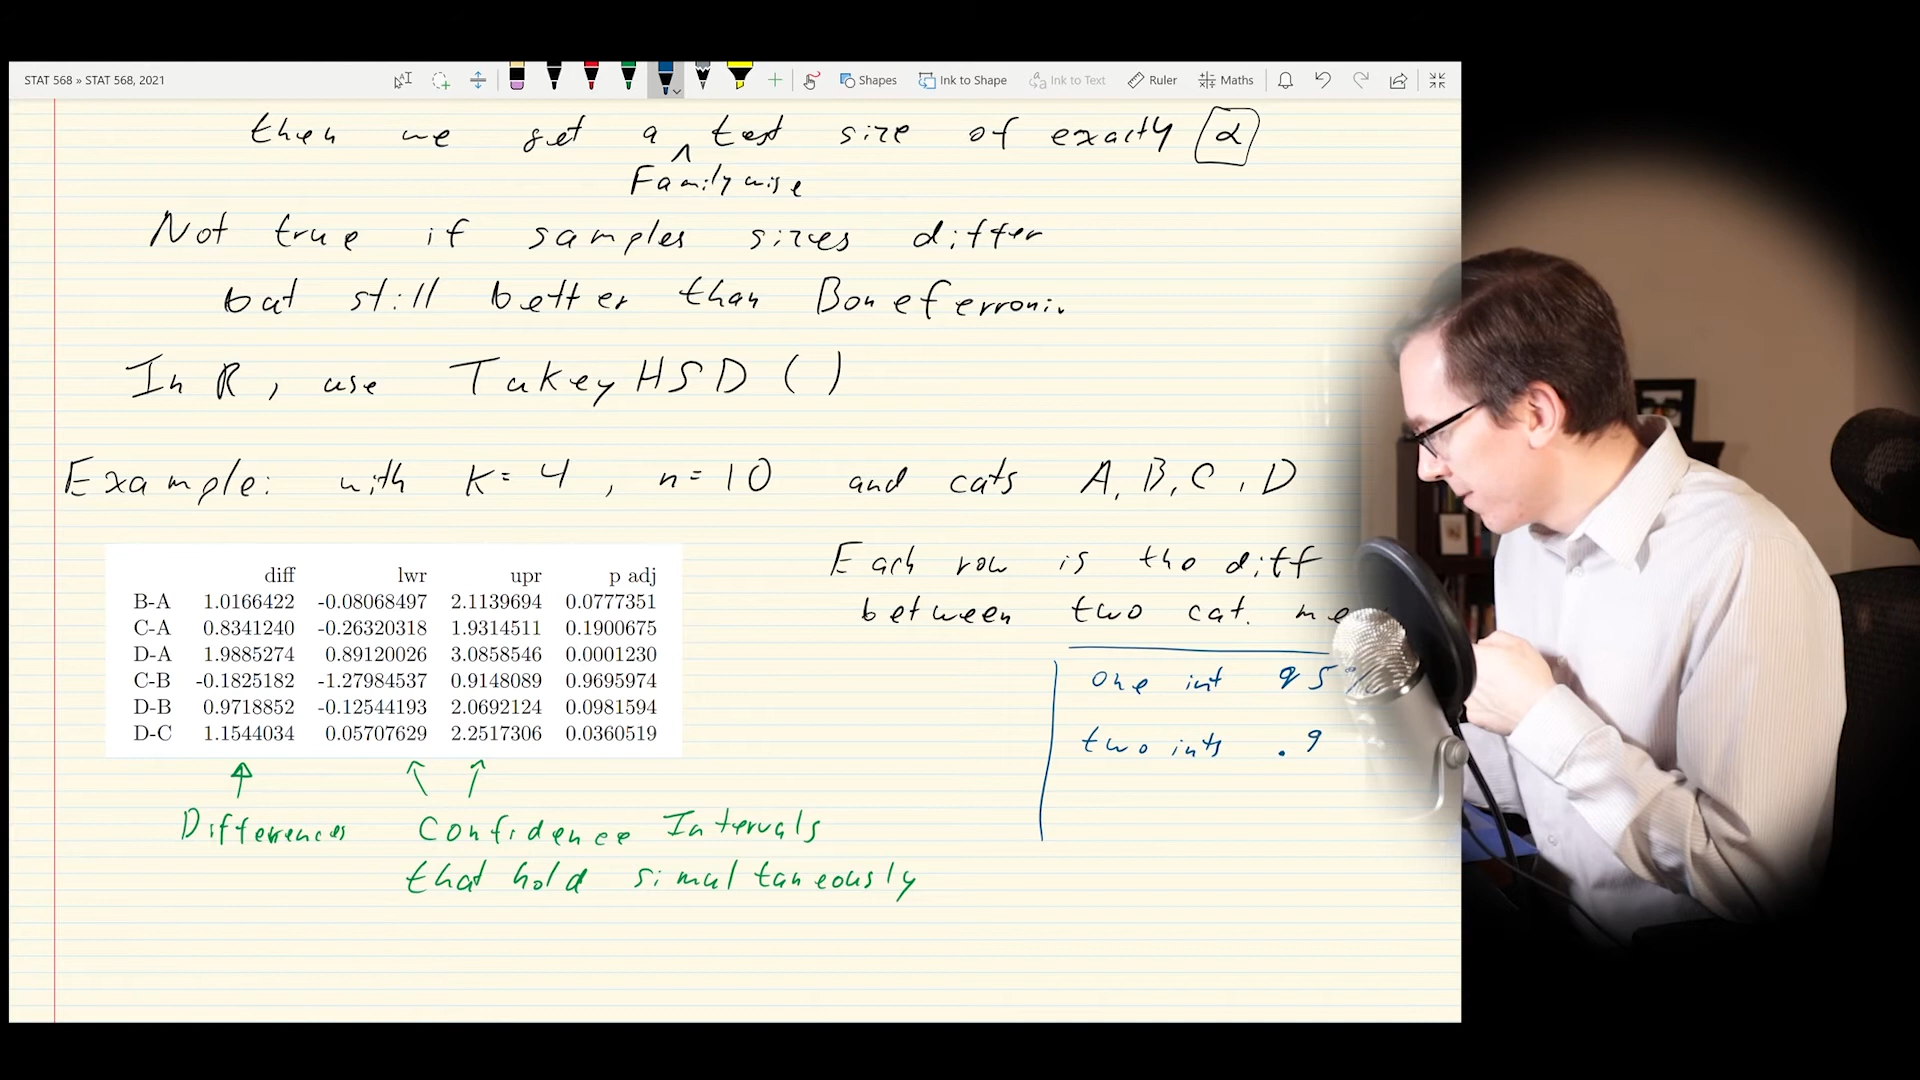 STAT 568 » STAT 568, 2021
Shapes Ink to Shape Ink to Text Ruler Maths
then we get a ^ test size of exactly α
Familywise
Not true if samples sizes differ
but still better than Boneferroni.
In R, use TukeyHSD()
Example: with K=4, n=10 and cats A, B, C, D
diff lwr upr p adj
B-A 1.0166422 -0.08068497 2.1139694 0.0777351
C-A 0.8341240 -0.26320318 1.9314511 0.1900675
D-A 1.9885274 0.89120026 3.0858546 0.0001230
C-B -0.1825182 -1.27984537 0.9148089 0.9695974
D-B 0.9718852 -0.12544193 2.0692124 0.0981594
D-C 1.1544034 0.05707629 2.2517306 0.0360519
Each row is the diff
between two cat.
one int 95%
two ints .9
Differences Confidence Intervals
that hold simultaneously